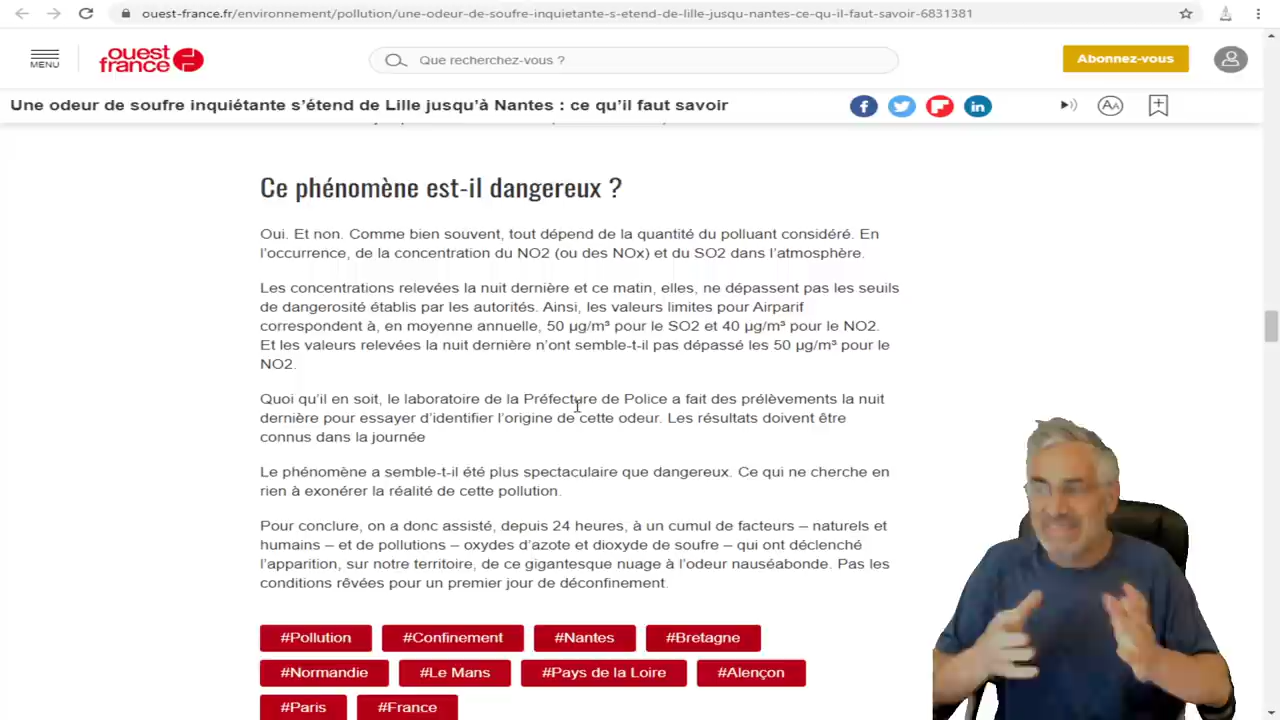 ouest-france.fr/environnement/pollution/une-odeur-de-soufre-inquietante-s-etend-de-lille-jusqu-nantes-ce-qu-il-faut-savoir-6831381
MENU
ouest
france
Que recherchez-vous ?
Abonnez-vous
Une odeur de soufre inquiétante s'étend de Lille jusqu'à Nantes : ce qu'il faut savoir
AA
Ce phénomène est-il dangereux ?
Oui. Et non. Comme bien souvent, tout dépend de la quantité du polluant considéré. En
l'occurrence, de la concentration du NO2 (ou des NOx) et du SO2 dans l'atmosphère.
Les concentrations relevées la nuit dernière et ce matin, elles, ne dépassent pas les seuils
de dangerosité établis par les autorités. Ainsi, les valeurs limites pour Airparif
correspondent à, en moyenne annuelle, 50 µg/m³ pour le SO2 et 40 µg/m³ pour le NO2.
Et les valeurs relevées la nuit dernière n'ont semble-t-il pas dépassé les 50 µg/m³ pour le
NO2.
Quoi qu'il en soit, le laboratoire de la Préfecture de Police a fait des prélèvements la nuit
dernière pour essayer d'identifier l'origine de cette odeur. Les résultats doivent être
connus dans la journée
Le phénomène a semble-t-il été plus spectaculaire que dangereux. Ce qui ne cherche en
rien à exonérer la réalité de cette pollution.
Pour conclure, on a donc assisté, depuis 24 heures, à un cumul de facteurs – naturels et
humains – et de pollutions – oxydes d'azote et dioxyde de soufre – qui ont déclenché
l'apparition, sur notre territoire, de ce gigantesque nuage à l'odeur nauséabonde. Pas les
conditions rêvées pour un premier jour de déconfinement.
#Pollution #Confinement #Nantes #Bretagne
#Normandie #Le Mans #Pays de la Loire #Alençon
#Paris #France